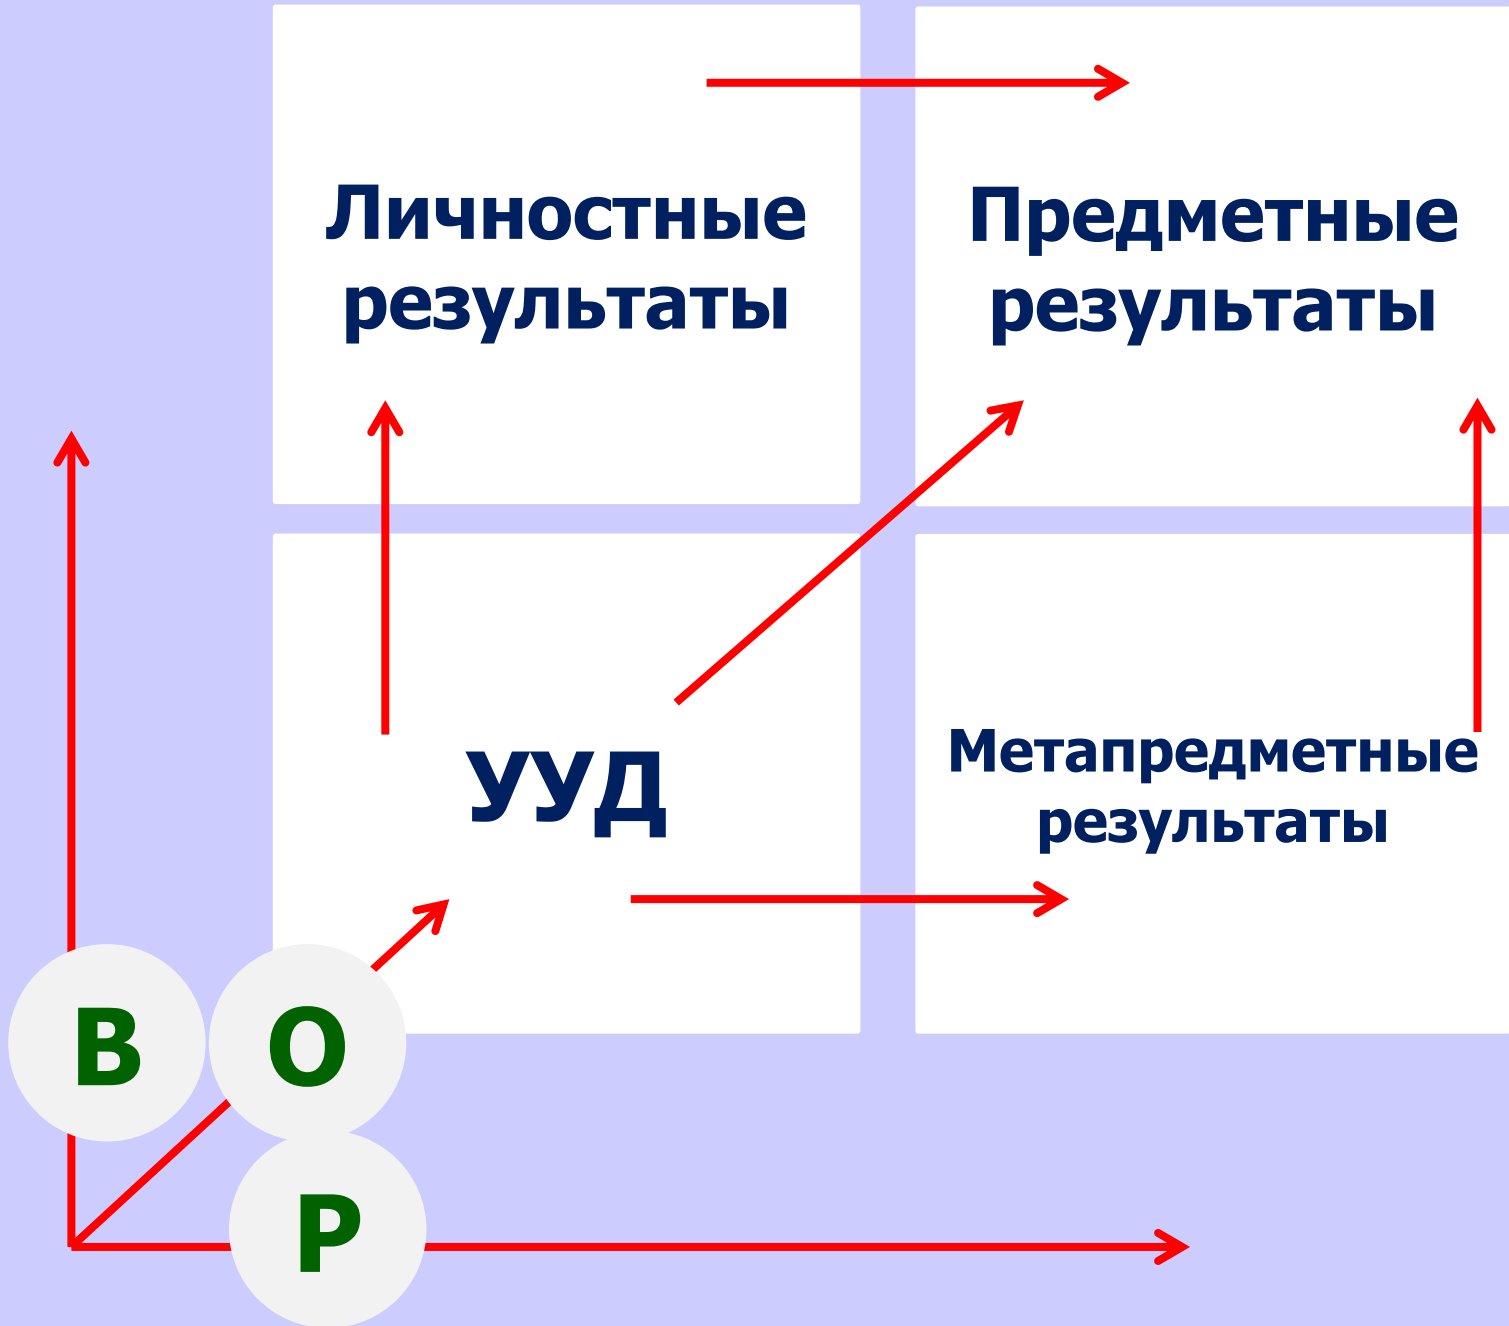 Личностные
результаты
Предметные
результаты
УУД
Метапредметные
результаты
В
О
Р